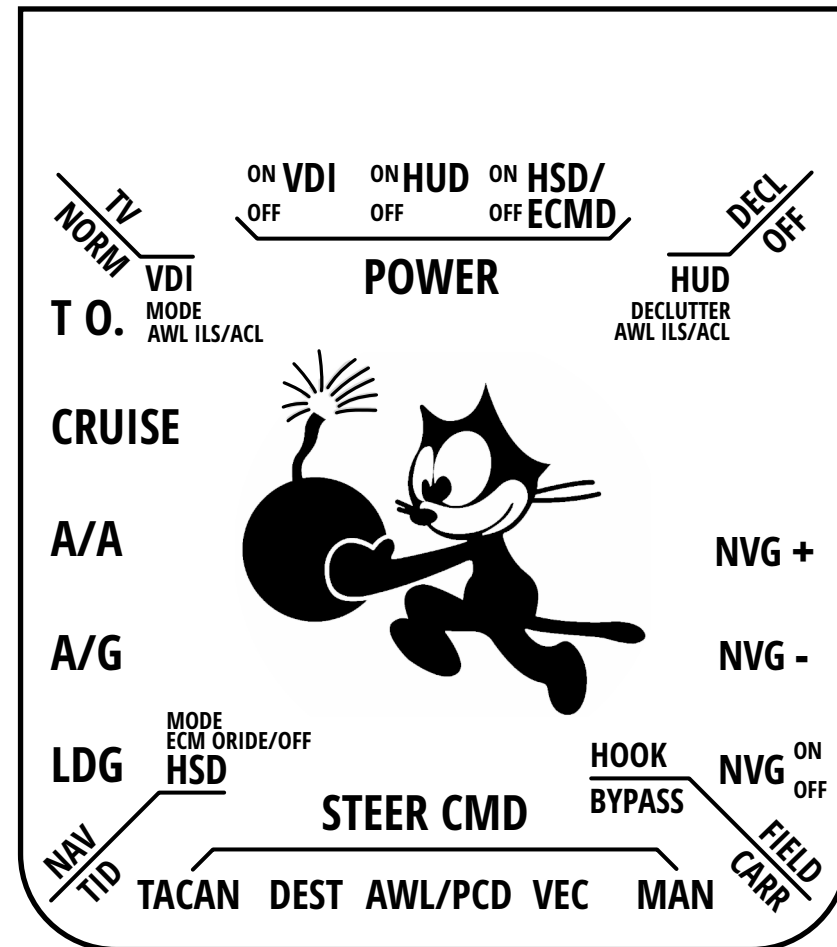 ON VDI ON HUD ON HSD/
OFF OFF OFF ECMD
POWER
TV
NORM
VDI
MODE
AWL ILS/ACL
DECL
OFF
HUD
DECLUTTER
AWL ILS/ACL
T O.
CRUISE
A/A
A/G
LDG
NVG +
NVG -
NVG ON
OFF
MODE
ECM ORIDE/OFF
HSD
NAV
TID
HOOK
BYPASS
FIELD
CARR
STEER CMD
TACAN DEST AWL/PCD VEC MAN